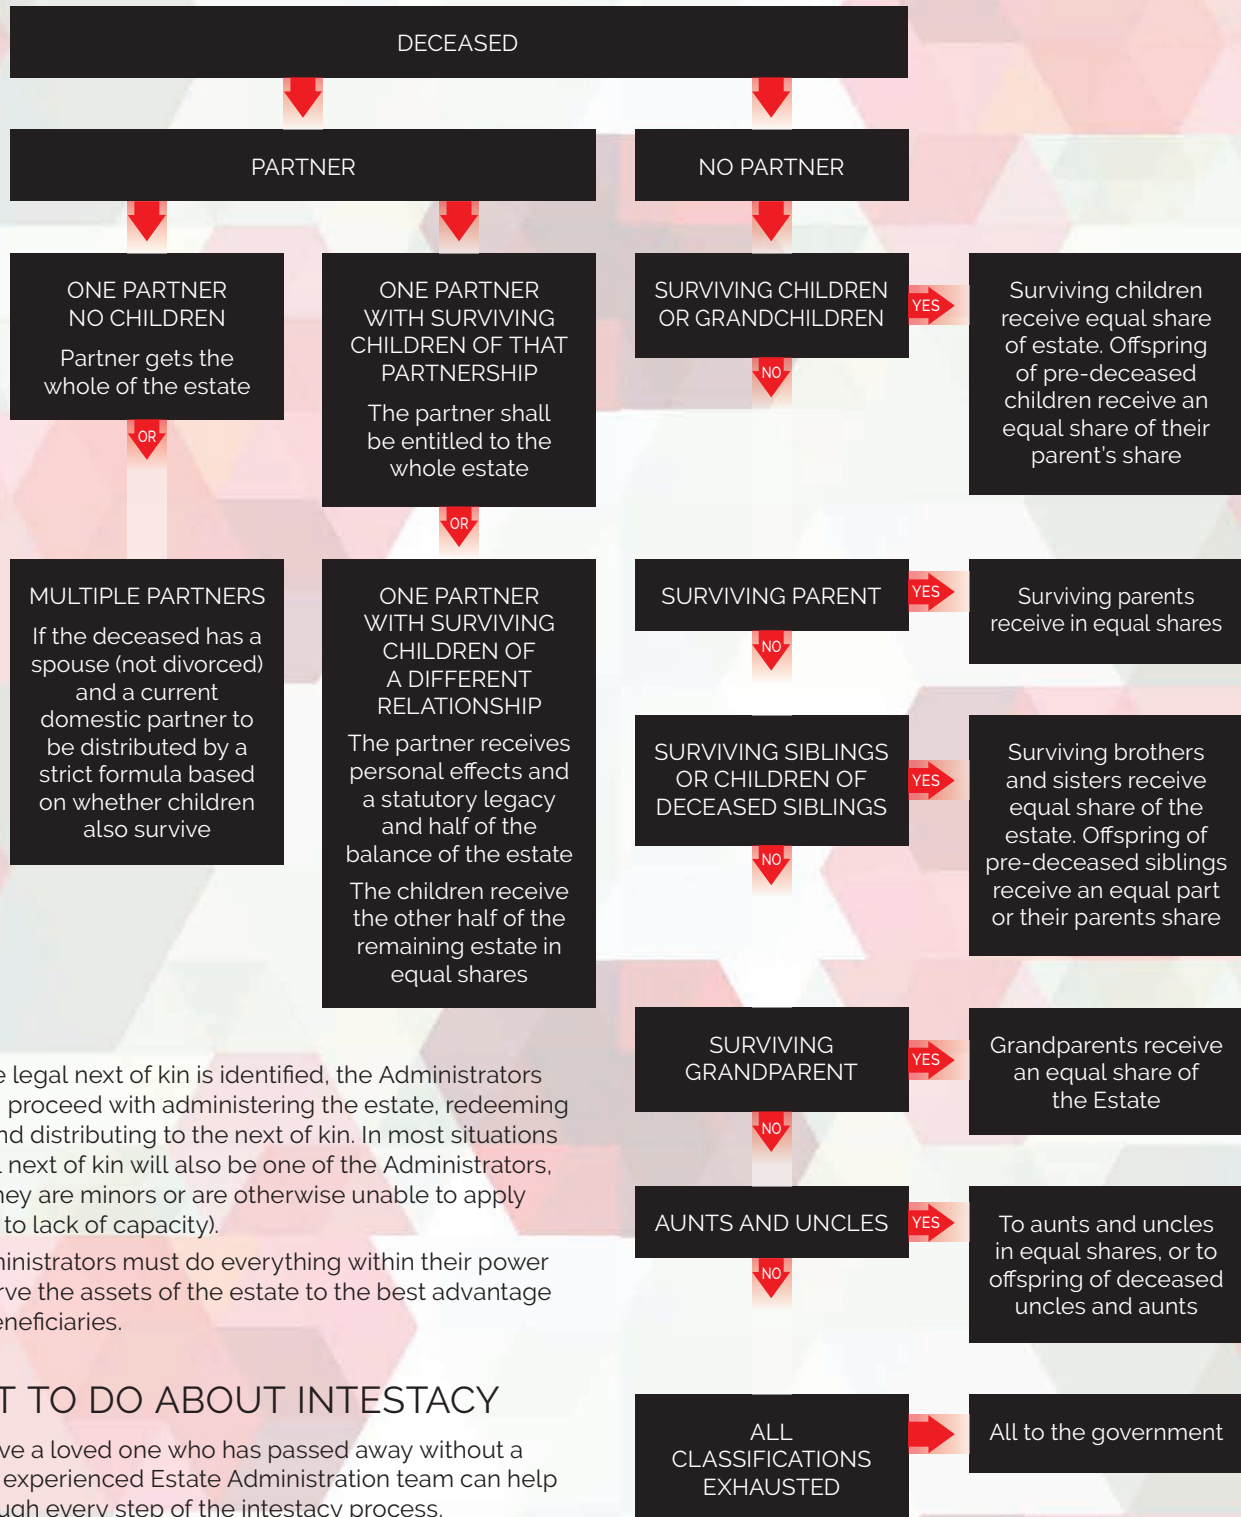 DECEASED
PARTNER
NO PARTNER
ONE PARTNER
NO CHILDREN
Partner gets the
whole of the estate
OR
MULTIPLE PARTNERS
If the deceased has a
spouse (not divorced)
and a current
domestic partner to
be distributed by a
strict formula based
on whether children
also survive
ONE PARTNER
WITH SURVIVING
CHILDREN OF THAT
PARTNERSHIP
The partner shall
be entitled to the
whole estate
OR
ONE PARTNER
WITH SURVIVING
CHILDREN OF
A DIFFERENT
RELATIONSHIP
The partner receives
personal effects and
a statutory legacy
and half of the
balance of the estate
The children receive
the other half of the
remaining estate in
equal shares
SURVIVING CHILDREN
OR GRANDCHILDREN
YES
Surviving children
receive equal share
of estate. Offspring
of pre-deceased
children receive an
equal share of their
parent's share
NO
SURVIVING PARENT
YES
Surviving parents
receive in equal shares
NO
SURVIVING SIBLINGS
OR CHILDREN OF
DECEASED SIBLINGS
YES
Surviving brothers
and sisters receive
equal share of the
estate. Offspring of
pre-deceased siblings
receive an equal part
or their parents share
NO
SURVIVING
GRANDPARENT
YES
Grandparents receive
an equal share of
the Estate
NO
AUNTS AND UNCLES
YES
To aunts and uncles
in equal shares, or to
offspring of deceased
uncles and aunts
NO
ALL
CLASSIFICATIONS
EXHAUSTED
All to the government
legal next of kin is identified, the Administrators
proceed with administering the estate, redeeming
distributing to the next of kin. In most situations
next of kin will also be one of the Administrators,
they are minors or are otherwise unable to apply
to lack of capacity).
must do everything within their power
the assets of the estate to the best advantage
TO DO ABOUT INTESTACY
a loved one who has passed away without a
experienced Estate Administration team can help
every step of the intestacy process.